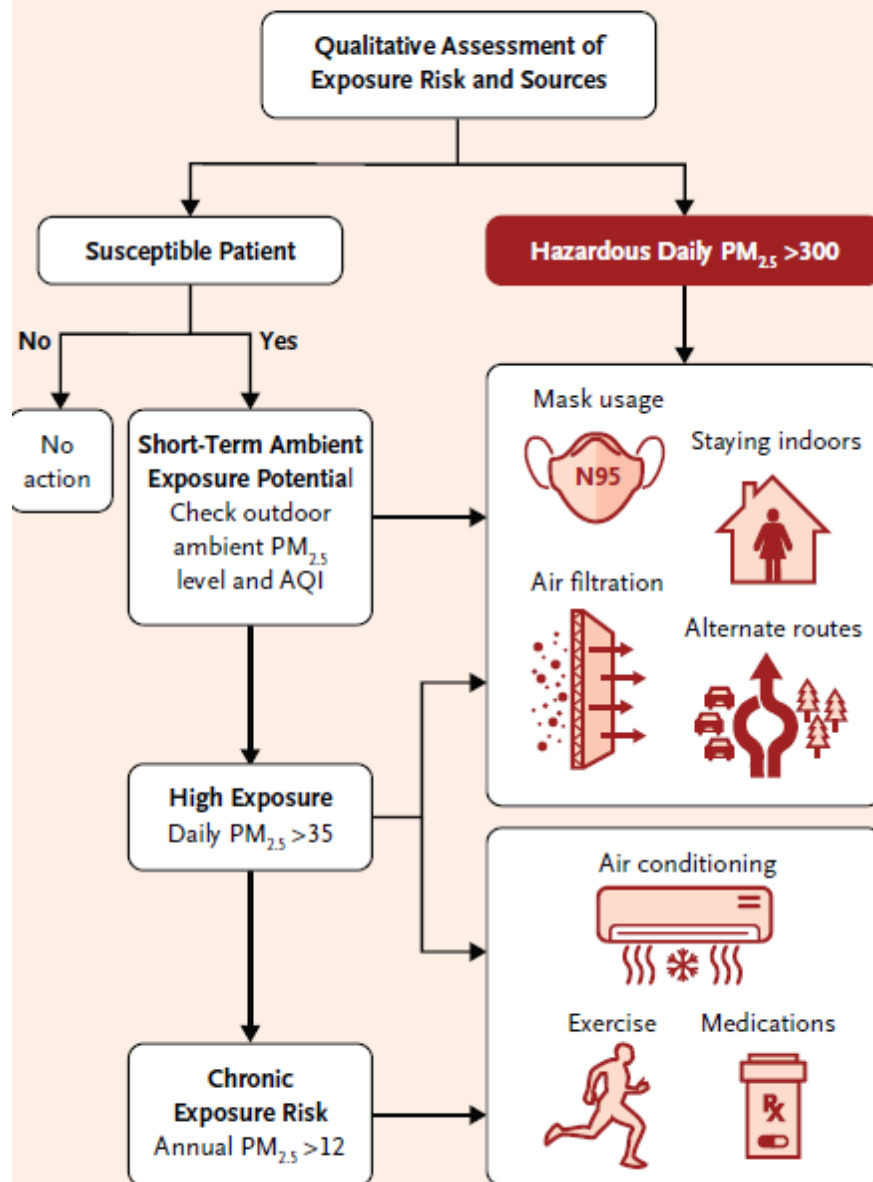 Qualitative Assessment of
Exposure Risk and Sources
Susceptible Patient
Hazardous Daily PM2.5 >300
No
Yes
No
action
Short-Term Ambient
Exposure Potential
Check outdoor
ambient PM2.5
level and AQI
Mask usage
N95
Staying indoors
Air filtration
Alternate routes
High Exposure
Daily PM2.5 >35
Air conditioning
Exercise
Medications
Rx
Chronic
Exposure Risk
Annual PM2.5 >12